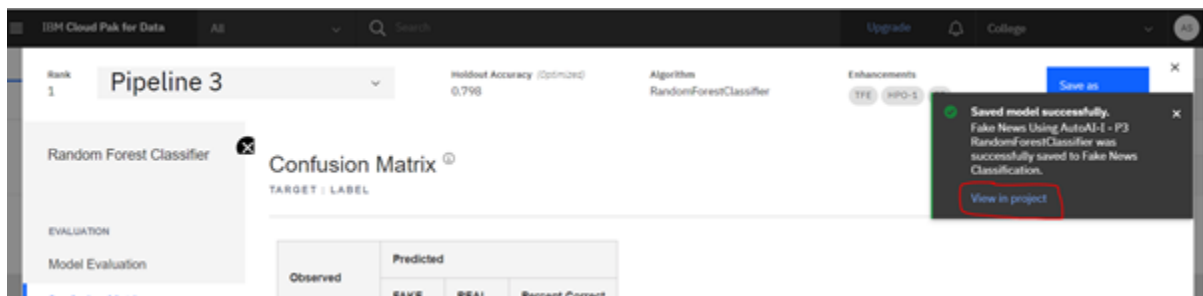 IBM Cloud Pak for Data All Search Upgrade College AS
Rank
1
Pipeline 3
Holdout Accuracy (Optimized)
0.798
Algorithm
RandomForestClassifier
Enhancements
TFE HPO-1
Save as
Saved model successfully.
Fake News Using AutoAI-I - P3
RandomForestClassifier was
successfully saved to Fake News
Classification.
View in project
Random Forest Classifier
Confusion Matrix
TARGET : LABEL
EVALUATION
Model Evaluation
Observed
Predicted
FAKE REAL Percent Correct